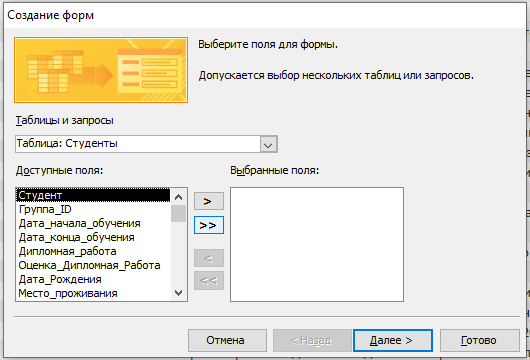 Создание форм
Выберите поля для формы.
Допускается выбор нескольких таблиц или запросов.
Таблицы и запросы
Таблица: Студенты
Доступные поля:
Выбранные поля:
Студент
Группа_ID
Дата_начала_обучения
Дата_конца_обучения
Дипломная_работа
Оценка_Дипломная_Работа
Дата_Рождения
Место_проживания
>
>>
<
<<
Отмена
< Назад
Далее >
Готово